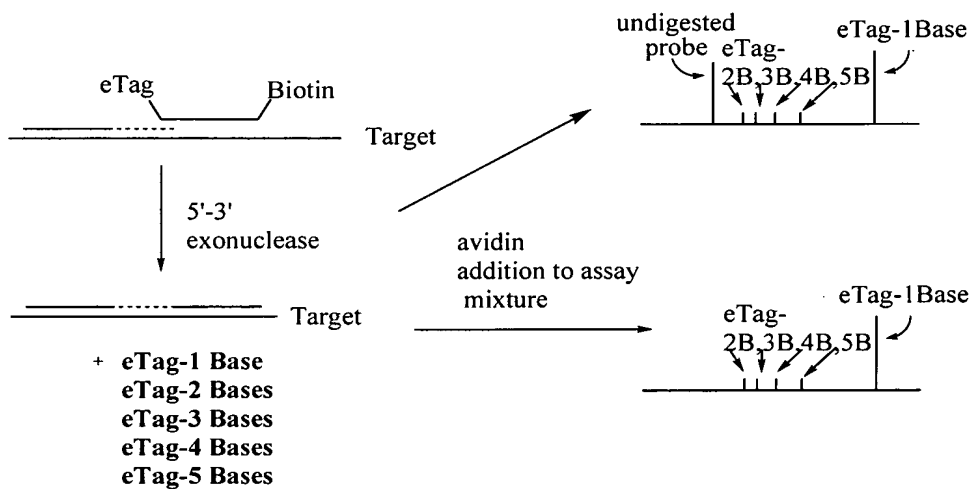 eTag
Biotin
Target
5'-3'
exonuclease
Target
+ eTag-1 Base
eTag-2 Bases
eTag-3 Bases
eTag-4 Bases
eTag-5 Bases
undigested
probe
eTag-
2B,3B,4B,5B
eTag-1Base
avidin
addition to assay
mixture
eTag-
2B,3B,4B,5B
eTag-1Base